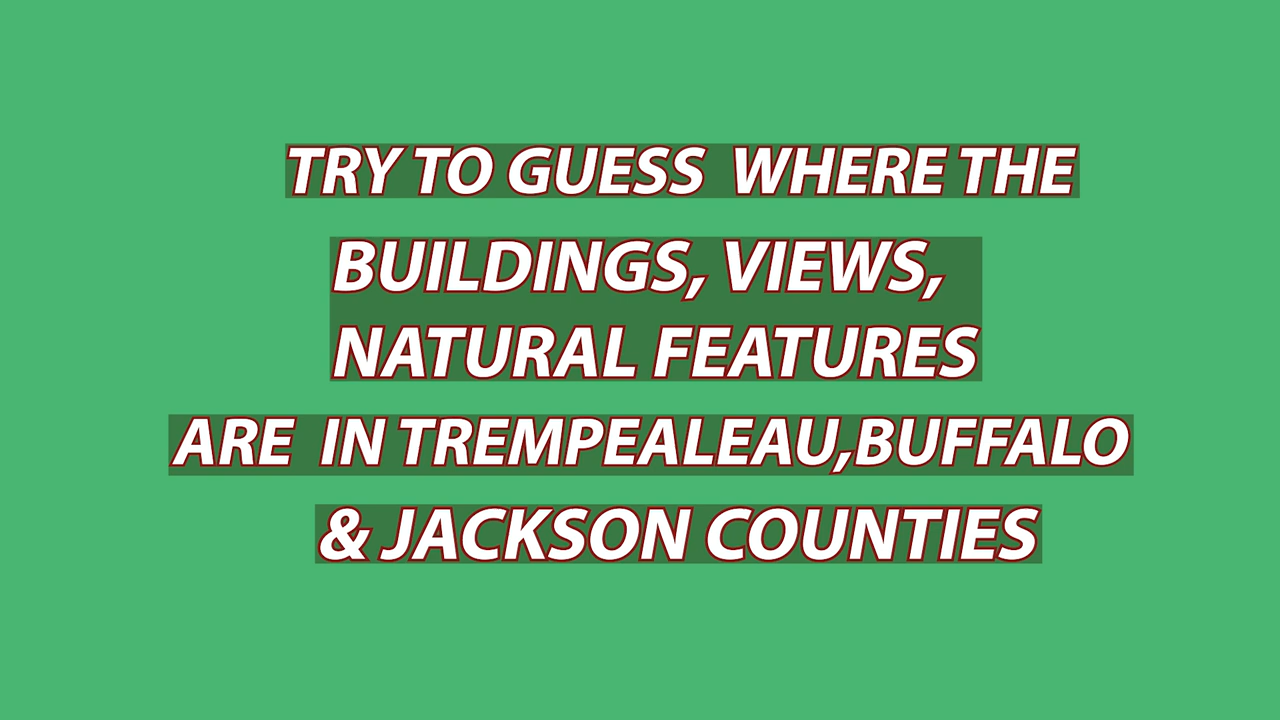 TRY TO GUESS  WHERE THE
BUILDINGS, VIEWS,
NATURAL FEATURES
ARE  IN TREMPEALEAU,BUFFALO
& JACKSON COUNTIES